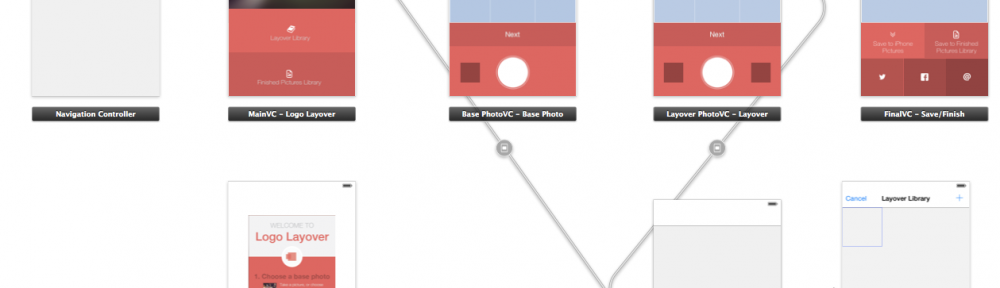 Layover Library
Finished Pictures Library
Next
Next
Save to iPhone
Pictures
Save to Finished
Pictures Library
@
Navigation Controller
MainVC - Logo Layover
Base PhotoVC - Base Photo
Layover PhotoVC - Layover
FinalVC - Save/Finish
WELCOME TO
Logo Layover
1. Choose a base photo
Cancel
Layover Library
+